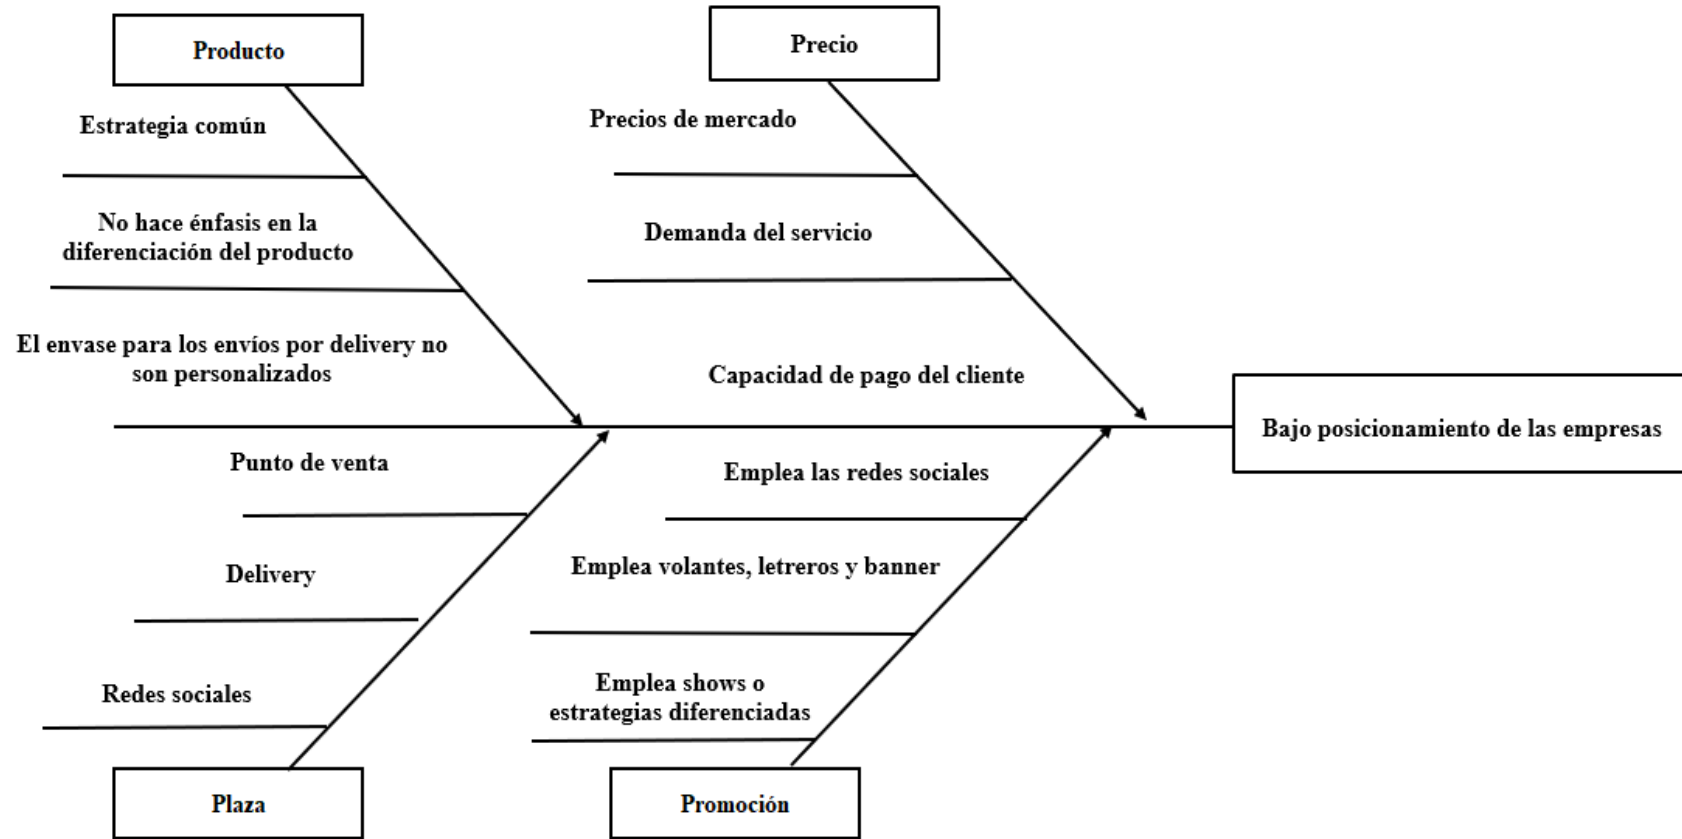 Producto
Precio
Estrategia común
Precios de mercado
No hace énfasis en la
diferenciación del producto
Demanda del servicio
El envase para los envíos por delivery no
son personalizados
Capacidad de pago del cliente
Bajo posicionamiento de las empresas
Punto de venta
Emplea las redes sociales
Delivery
Emplea volantes, letreros y banner
Redes sociales
Emplea shows o
estrategias diferenciadas
Plaza
Promoción